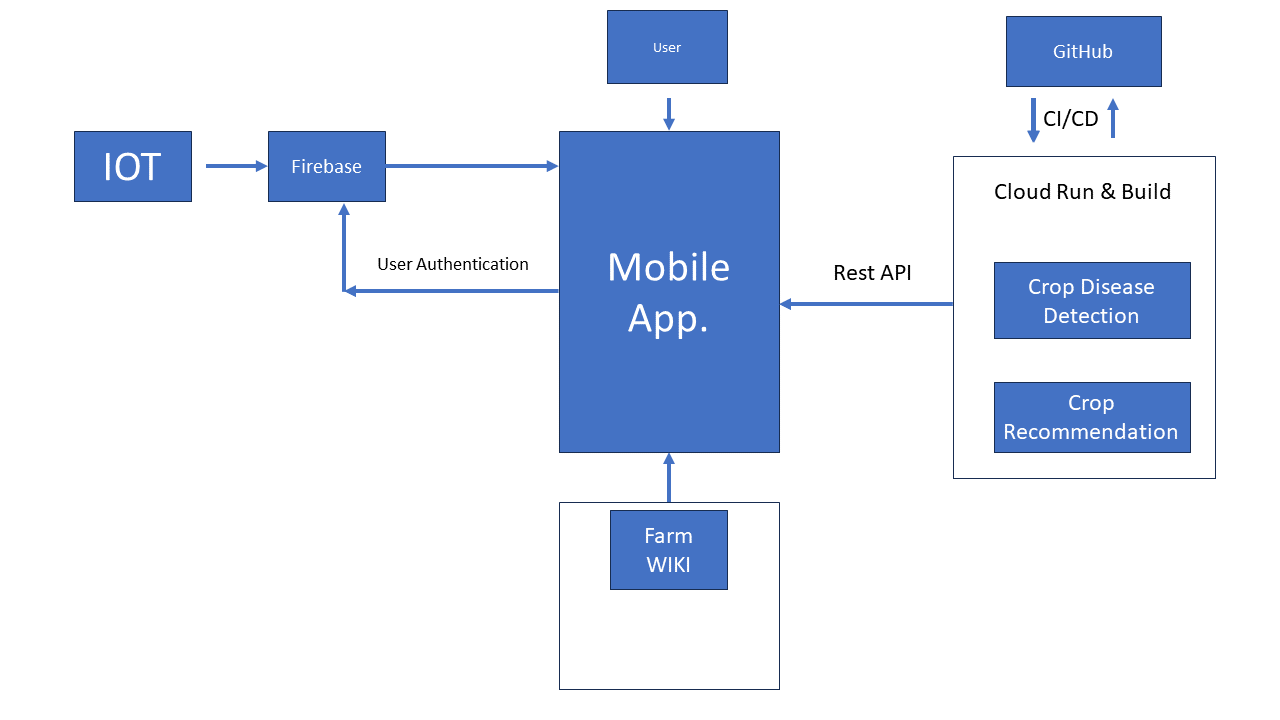 User
GitHub
CI/CD
IOT
Firebase
Cloud Run & Build
User Authentication
Mobile
App.
Rest API
Crop Disease
Detection
Crop
Recommendation
Farm
WIKI